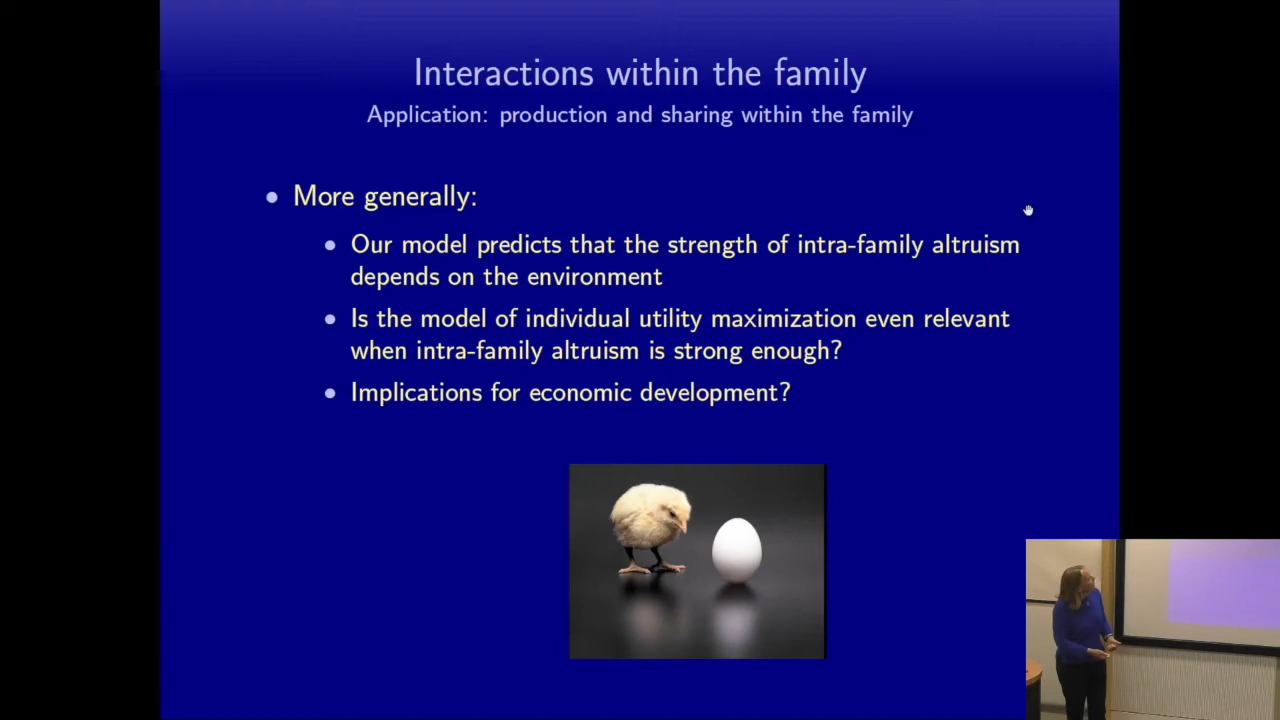 Interactions within the family
Application: production and sharing within the family
More generally:
Our model predicts that the strength of intra-family altruism
depends on the environment
Is the model of individual utility maximization even relevant
when intra-family altruism is strong enough?
Implications for economic development?